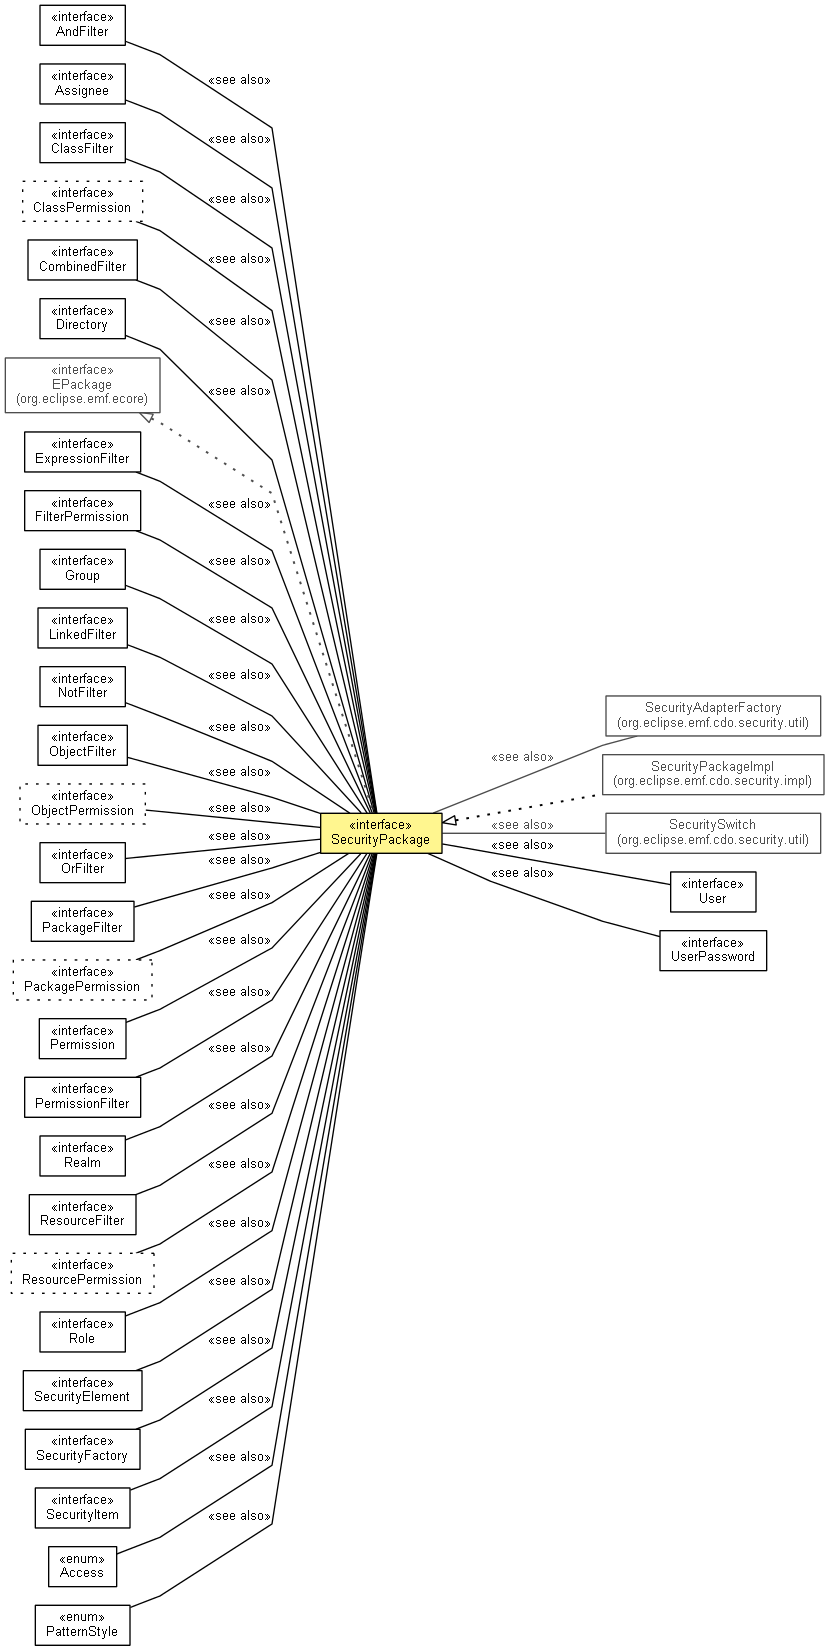 «interface»
AndFilter
«see also»
«interface»
Assignee
«see also»
«interface»
ClassFilter
«see also»
«interface»
ClassPermission
«see also»
«interface»
CombinedFilter
«see also»
«interface»
Directory
«see also»
«interface»
EPackage
(org.eclipse.emf.ecore)
«interface»
ExpressionFilter
«see also»
«interface»
FilterPermission
«see also»
«interface»
Group
«see also»
«interface»
LinkedFilter
«see also»
«interface»
NotFilter
«see also»
«interface»
ObjectFilter
«see also»
«interface»
ObjectPermission
«see also»
«interface»
OrFilter
«see also»
«interface»
PackageFilter
«see also»
«interface»
PackagePermission
«see also»
«interface»
Permission
«see also»
«interface»
PermissionFilter
«see also»
«interface»
Realm
«see also»
«interface»
ResourceFilter
«see also»
«interface»
ResourcePermission
«see also»
«interface»
Role
«see also»
«interface»
SecurityElement
«see also»
«interface»
SecurityFactory
«see also»
«interface»
SecurityItem
«see also»
«enum»
Access
«see also»
«enum»
PatternStyle
«see also»
«interface»
SecurityPackage
SecurityAdapterFactory
(org.eclipse.emf.cdo.security.util)
«see also»
SecurityPackageImpl
(org.eclipse.emf.cdo.security.impl)
SecuritySwitch
(org.eclipse.emf.cdo.security.util)
«see also»
«interface»
User
«see also»
«interface»
UserPassword
«see also»